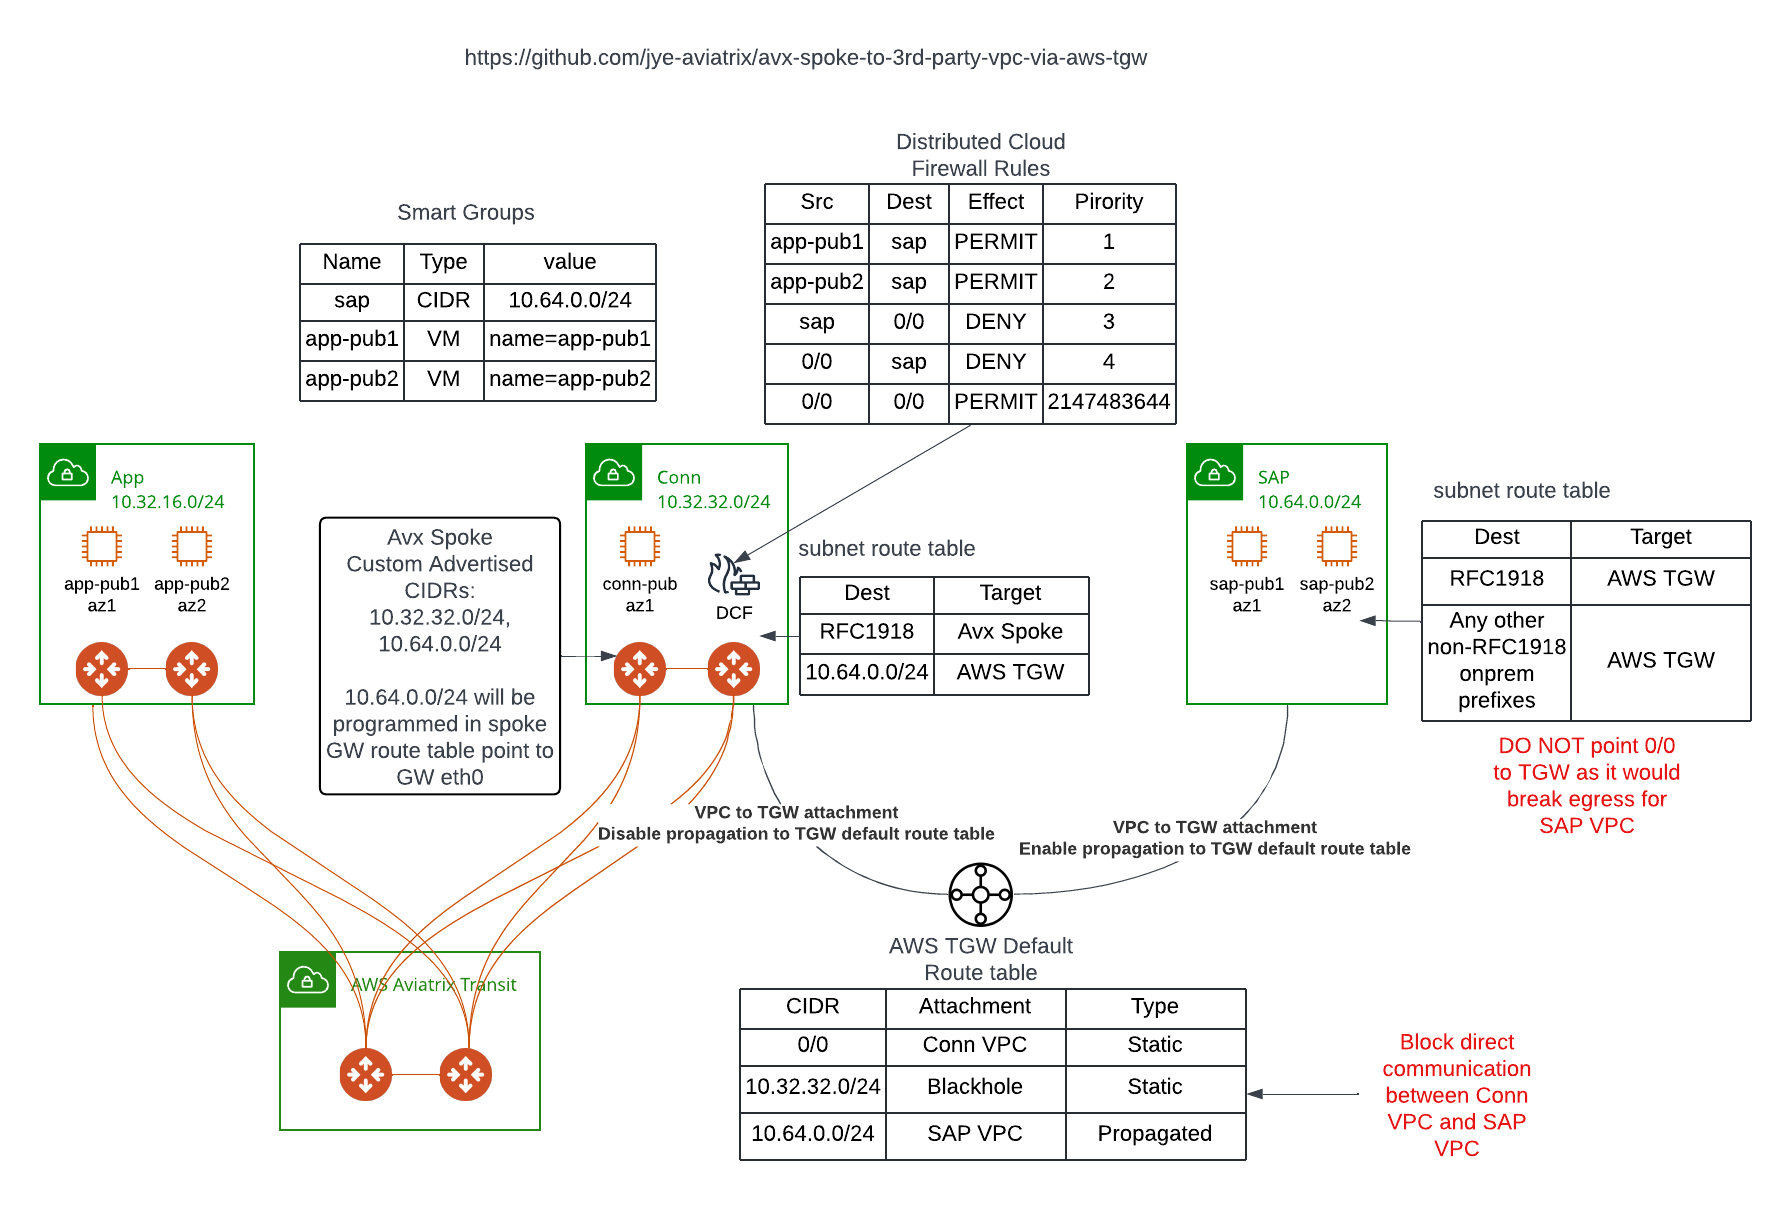 https://github.com/jye-aviatrix/avx-spoke-to-3rd-party-vpc-via-aws-tgw
Distributed Cloud
Firewall Rules
Src Dest Effect Pirority
app-pub1 sap PERMIT 1
app-pub2 sap PERMIT 2
sap 0/0 DENY 3
0/0 sap DENY 4
0/0 0/0 PERMIT 2147483644
Smart Groups
Name Type value
sap CIDR 10.64.0.0/24
app-pub1 VM name=app-pub1
app-pub2 VM name=app-pub2
App
10.32.16.0/24
app-pub1
az1
app-pub2
az2
Avx Spoke
Custom Advertised
CIDRs:
10.32.32.0/24,
10.64.0.0/24
10.64.0.0/24 will be
programmed in spoke
GW route table point to
GW eth0
Conn
10.32.32.0/24
conn-pub
az1
DCF
subnet route table
Dest Target
RFC1918 Avx Spoke
10.64.0.0/24 AWS TGW
SAP
10.64.0.0/24
sap-pub1
az1
sap-pub2
az2
subnet route table
Dest Target
RFC1918 AWS TGW
Any other
non-RFC1918
onprem
prefixes
AWS TGW
DO NOT point 0/0
to TGW as it would
break egress for
SAP VPC
VPC to TGW attachment
Disable propagation to TGW default route table
VPC to TGW attachment
Enable propagation to TGW default route table
AWS Aviatrix Transit
AWS TGW Default
Route table
CIDR Attachment Type
0/0 Conn VPC Static
10.32.32.0/24 Blackhole Static
10.64.0.0/24 SAP VPC Propagated
Block direct
communication
between Conn
VPC and SAP
VPC